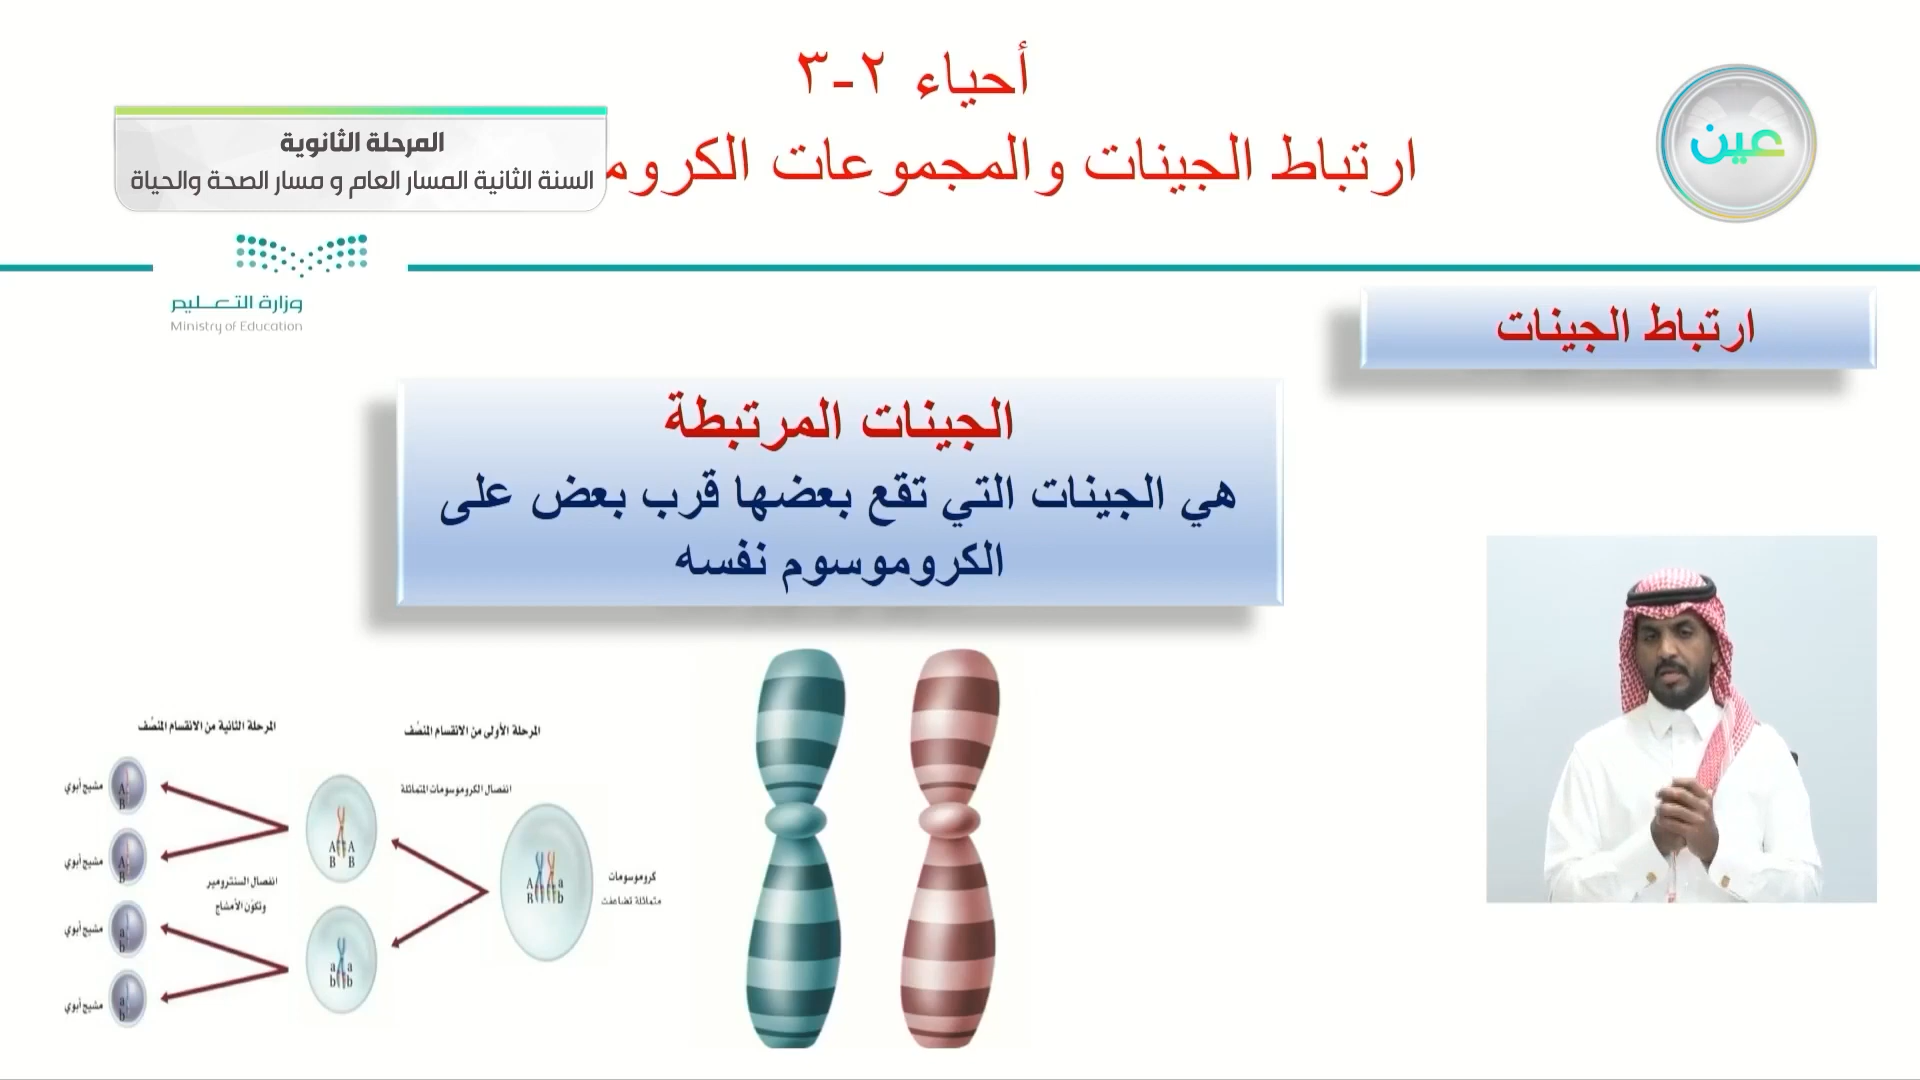 أحياء ٢-٣
ارتباط الجينات والمجموعات الكروم
المرحلة الثانوية
السنة الثانية المسار العام و مسار الصحة والحياة
عين
وزارة التعليم
Ministry of Education
ارتباط الجينات
الجينات المرتبطة
هي الجينات التي تقع بعضها قرب بعض على
الكروموسوم نفسه
المرحلة الأولى من الانقسام المنصّف
المرحلة الثانية من الانقسام المنصّف
انفصال الكروموسومات المتماثلة
كروموسومات
متماثلة تضاعفت
A a
B b
A A
B B
a a
b b
انفصال السنترومير
وتكوّن الأمشاج
مشيج أبوي
A
B
مشيج أبوي
A
B
مشيج أبوي
a
b
مشيج أبوي
a
b